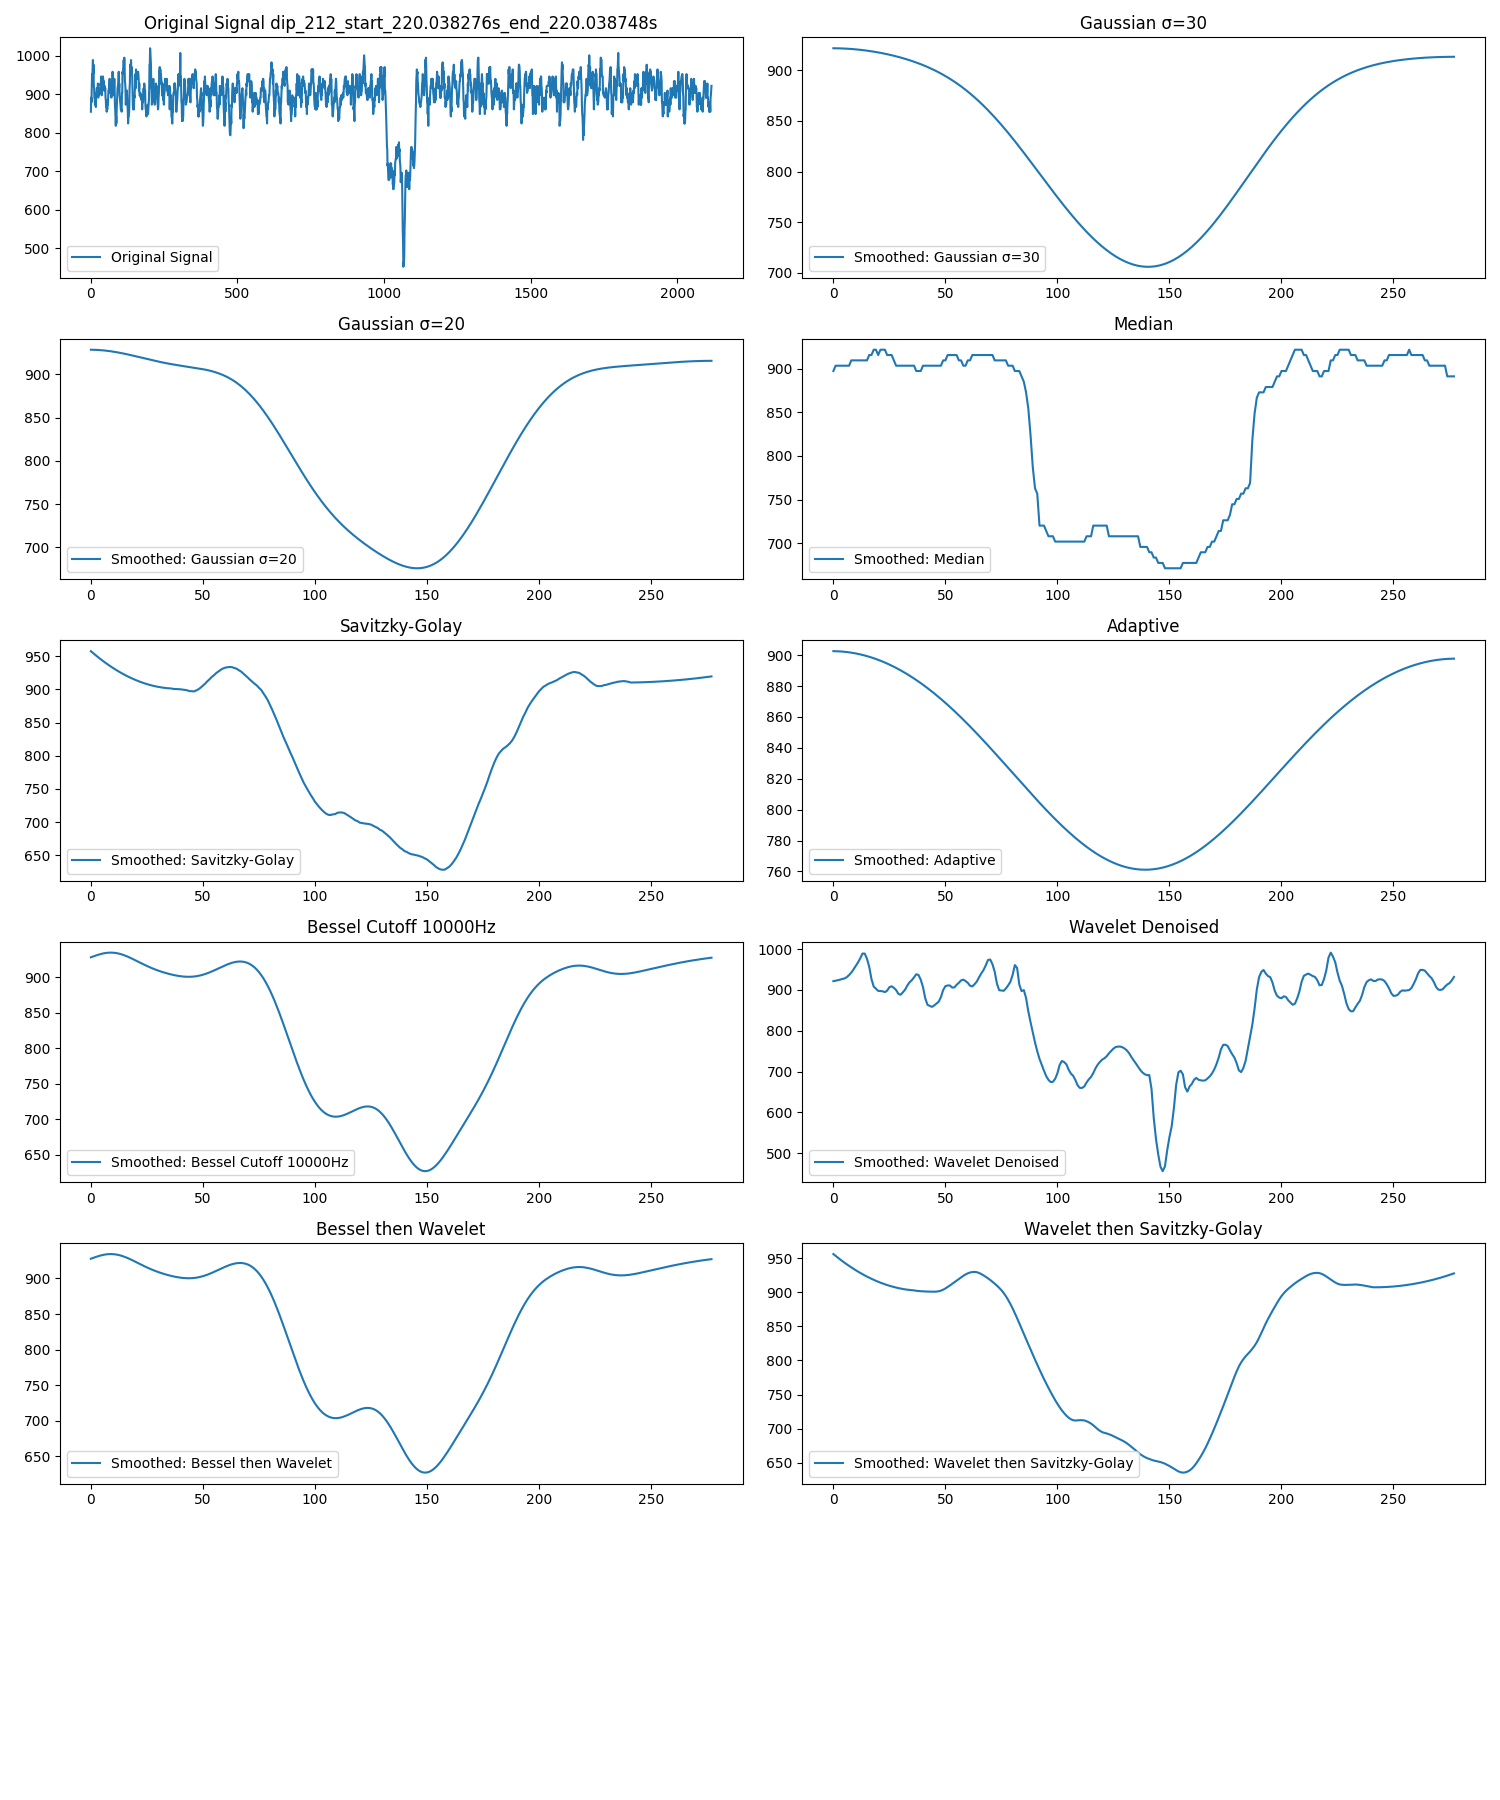 Original Signal dip_212_start_220.038276s_end_220.038748s
1000
900
800
700
600
500
Original Signal
0 500 1000 1500 2000
Gaussian σ=30
900
850
800
750
700
Smoothed: Gaussian σ=30
0 50 100 150 200 250
Gaussian σ=20
900
850
800
750
700
Smoothed: Gaussian σ=20
0 50 100 150 200 250
Median
900
850
800
750
700
Smoothed: Median
0 50 100 150 200 250
Savitzky-Golay
950
900
850
800
750
700
650
Smoothed: Savitzky-Golay
0 50 100 150 200 250
Adaptive
900
880
860
840
820
800
780
760
Smoothed: Adaptive
0 50 100 150 200 250
Bessel Cutoff 10000Hz
900
850
800
750
700
650
Smoothed: Bessel Cutoff 10000Hz
0 50 100 150 200 250
Wavelet Denoised
1000
900
800
700
600
500
Smoothed: Wavelet Denoised
0 50 100 150 200 250
Bessel then Wavelet
900
850
800
750
700
650
Smoothed: Bessel then Wavelet
0 50 100 150 200 250
Wavelet then Savitzky-Golay
950
900
850
800
750
700
650
Smoothed: Wavelet then Savitzky-Golay
0 50 100 150 200 250